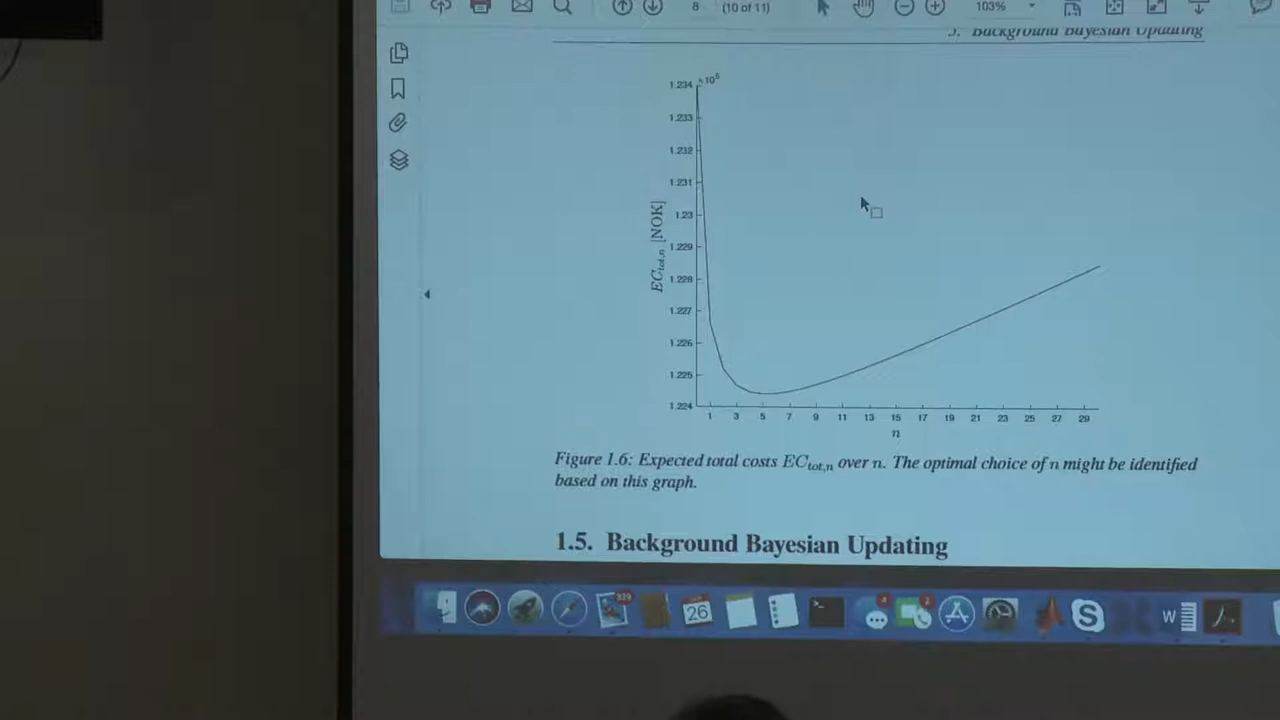 8 (10 of 11) 103%
5. Background Bayesian Updating
×10⁵
1.234
1.233
1.232
1.231
1.23
1.229
1.228
1.227
1.226
1.225
1.224
EC_tot,n [NOK]
1 3 5 7 9 11 13 15 17 19 21 23 25 27 29
n
Figure 1.6: Expected total costs EC_tot,n over n. The optimal choice of n might be identified
based on this graph.
1.5. Background Bayesian Updating
339
26
4
2
S
W